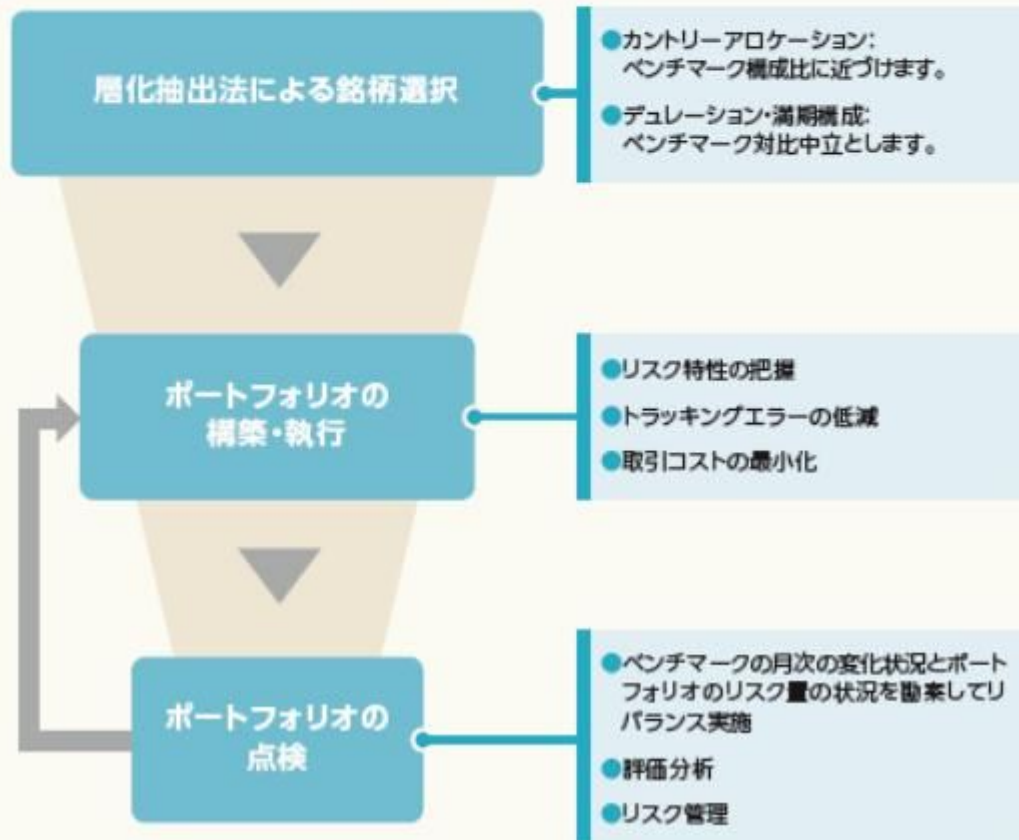 層化抽出法による銘柄選択
●カントリーアロケーション:
ベンチマーク構成比に近づけます。
●デュレーション・満期構成:
ベンチマーク対比中立とします。
ポートフォリオの
構築・執行
●リスク特性の把握
●トラッキングエラーの低減
●取引コストの最小化
ポートフォリオの
点検
●ベンチマークの月次の変化状況とポート
フォリオのリスク量の状況を勘案してリ
バランス実施
●評価分析
●リスク管理